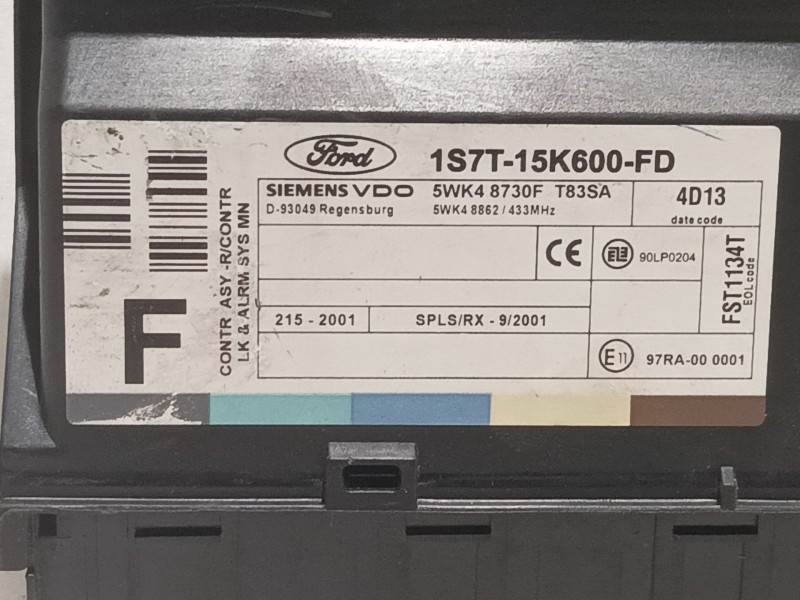 Ford
1S7T-15K600-FD
SIEMENS VDO 5WK4 8730F T83SA
D-93049 Regensburg 5WK4 8862 / 433MHz
4D13
date code
CE
ELE 90LP0204
FST1134T
EOL code
215 - 2001 SPLS/RX - 9/2001
E11 97RA-00 0001
CONTR ASY -R/CONTR
LK & ALRM SYS MN
F